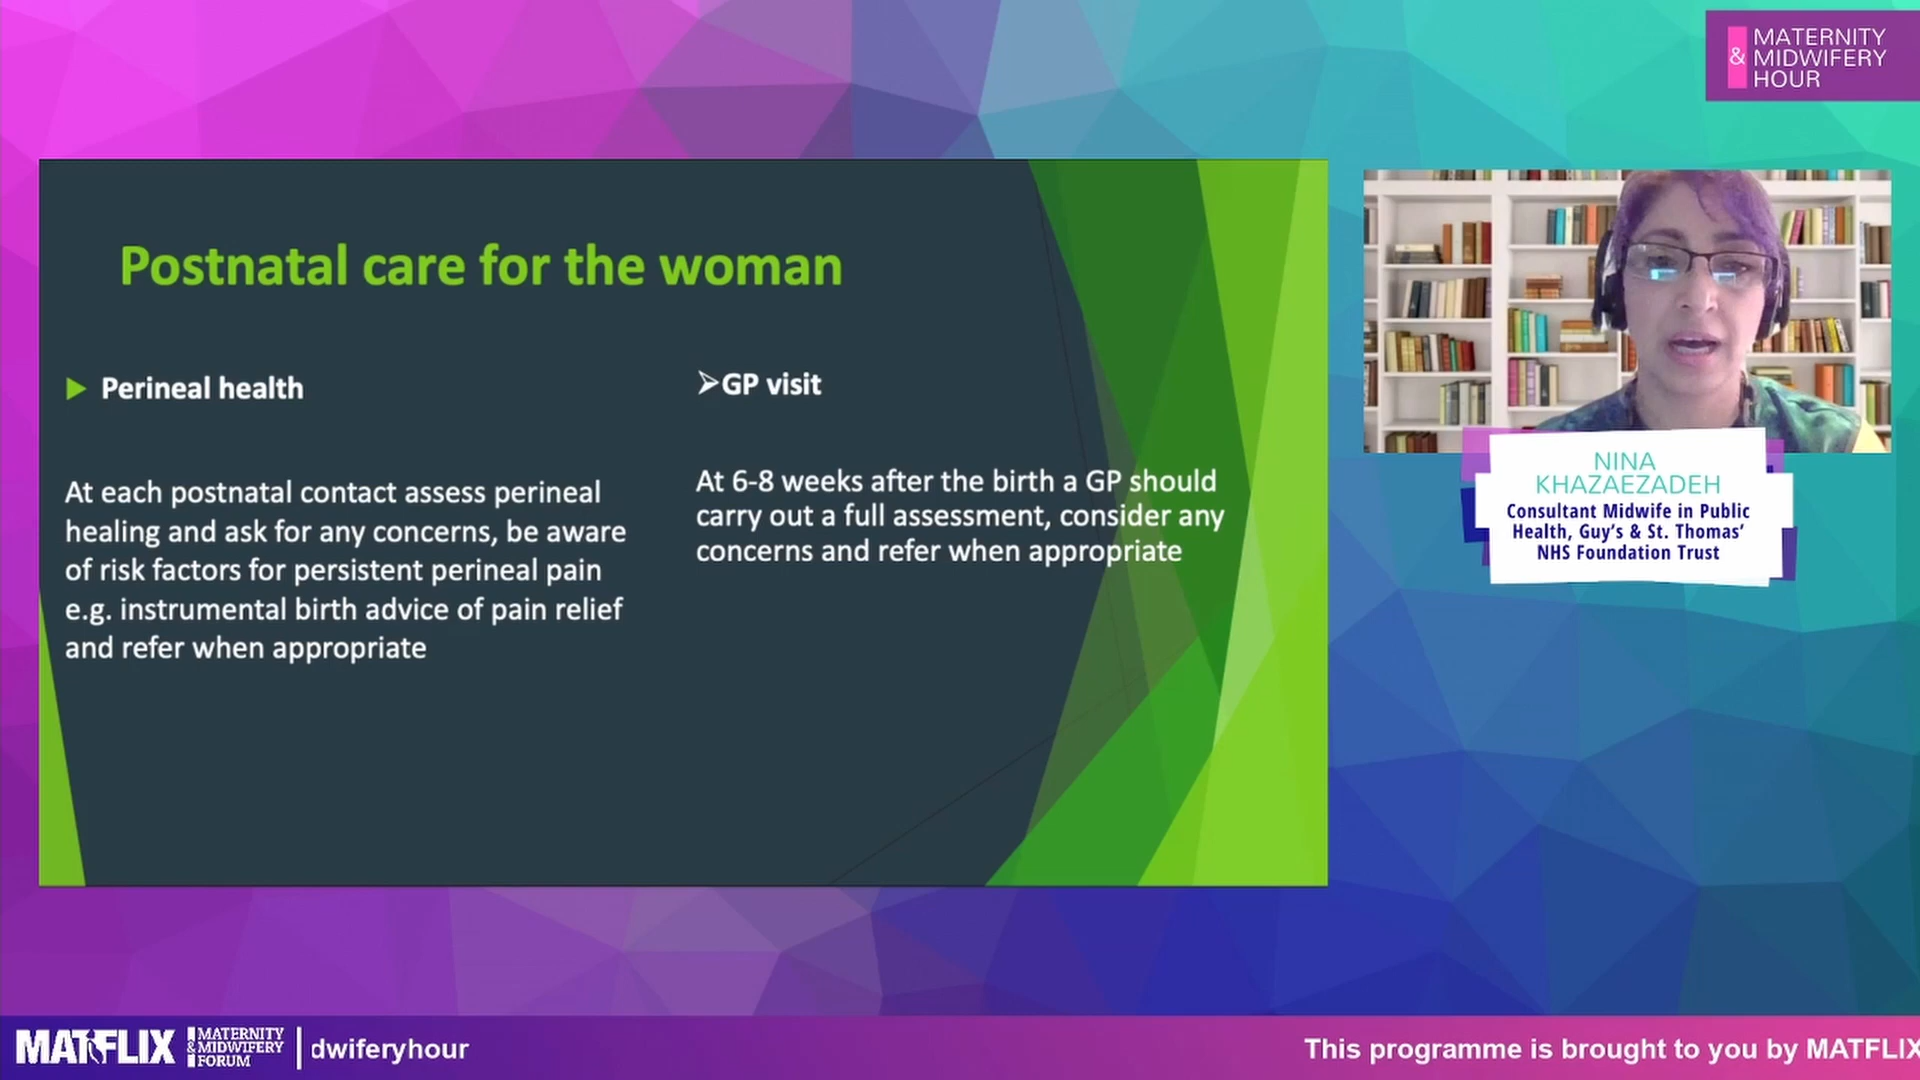 MATERNITY
& MIDWIFERY
HOUR
Postnatal care for the woman
Perineal health
At each postnatal contact assess perineal
healing and ask for any concerns, be aware
of risk factors for persistent perineal pain
e.g. instrumental birth advice of pain relief
and refer when appropriate
GP visit
At 6-8 weeks after the birth a GP should
carry out a full assessment, consider any
concerns and refer when appropriate
NINA
KHAZAEZADEH
Consultant Midwife in Public
Health, Guy's & St. Thomas'
NHS Foundation Trust
MATFLIX
MATERNITY
& MIDWIFERY
FORUM
dwiferyhour
This programme is brought to you by MATFLIX